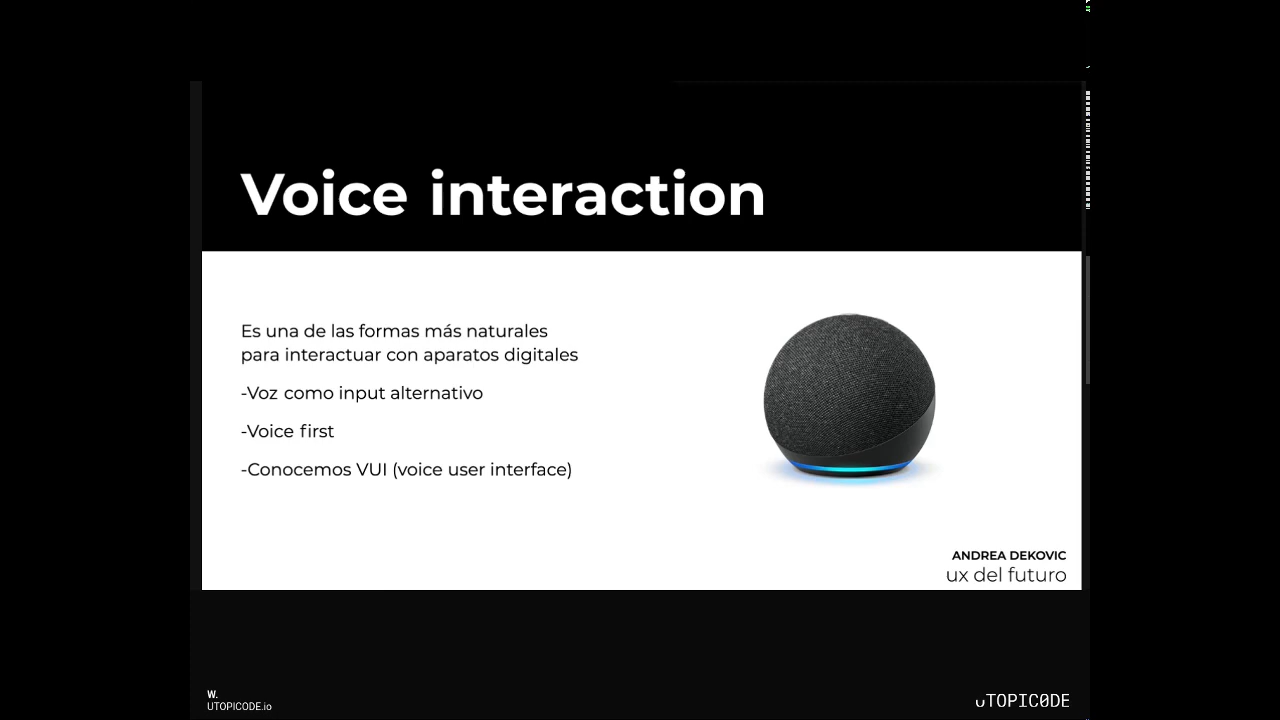 Voice interaction
Es una de las formas más naturales
para interactuar con aparatos digitales
-Voz como input alternativo
-Voice first
-Conocemos VUI (voice user interface)
ANDREA DEKOVIC
ux del futuro
W.
UTOPICODE.io
UTOPIC0DE